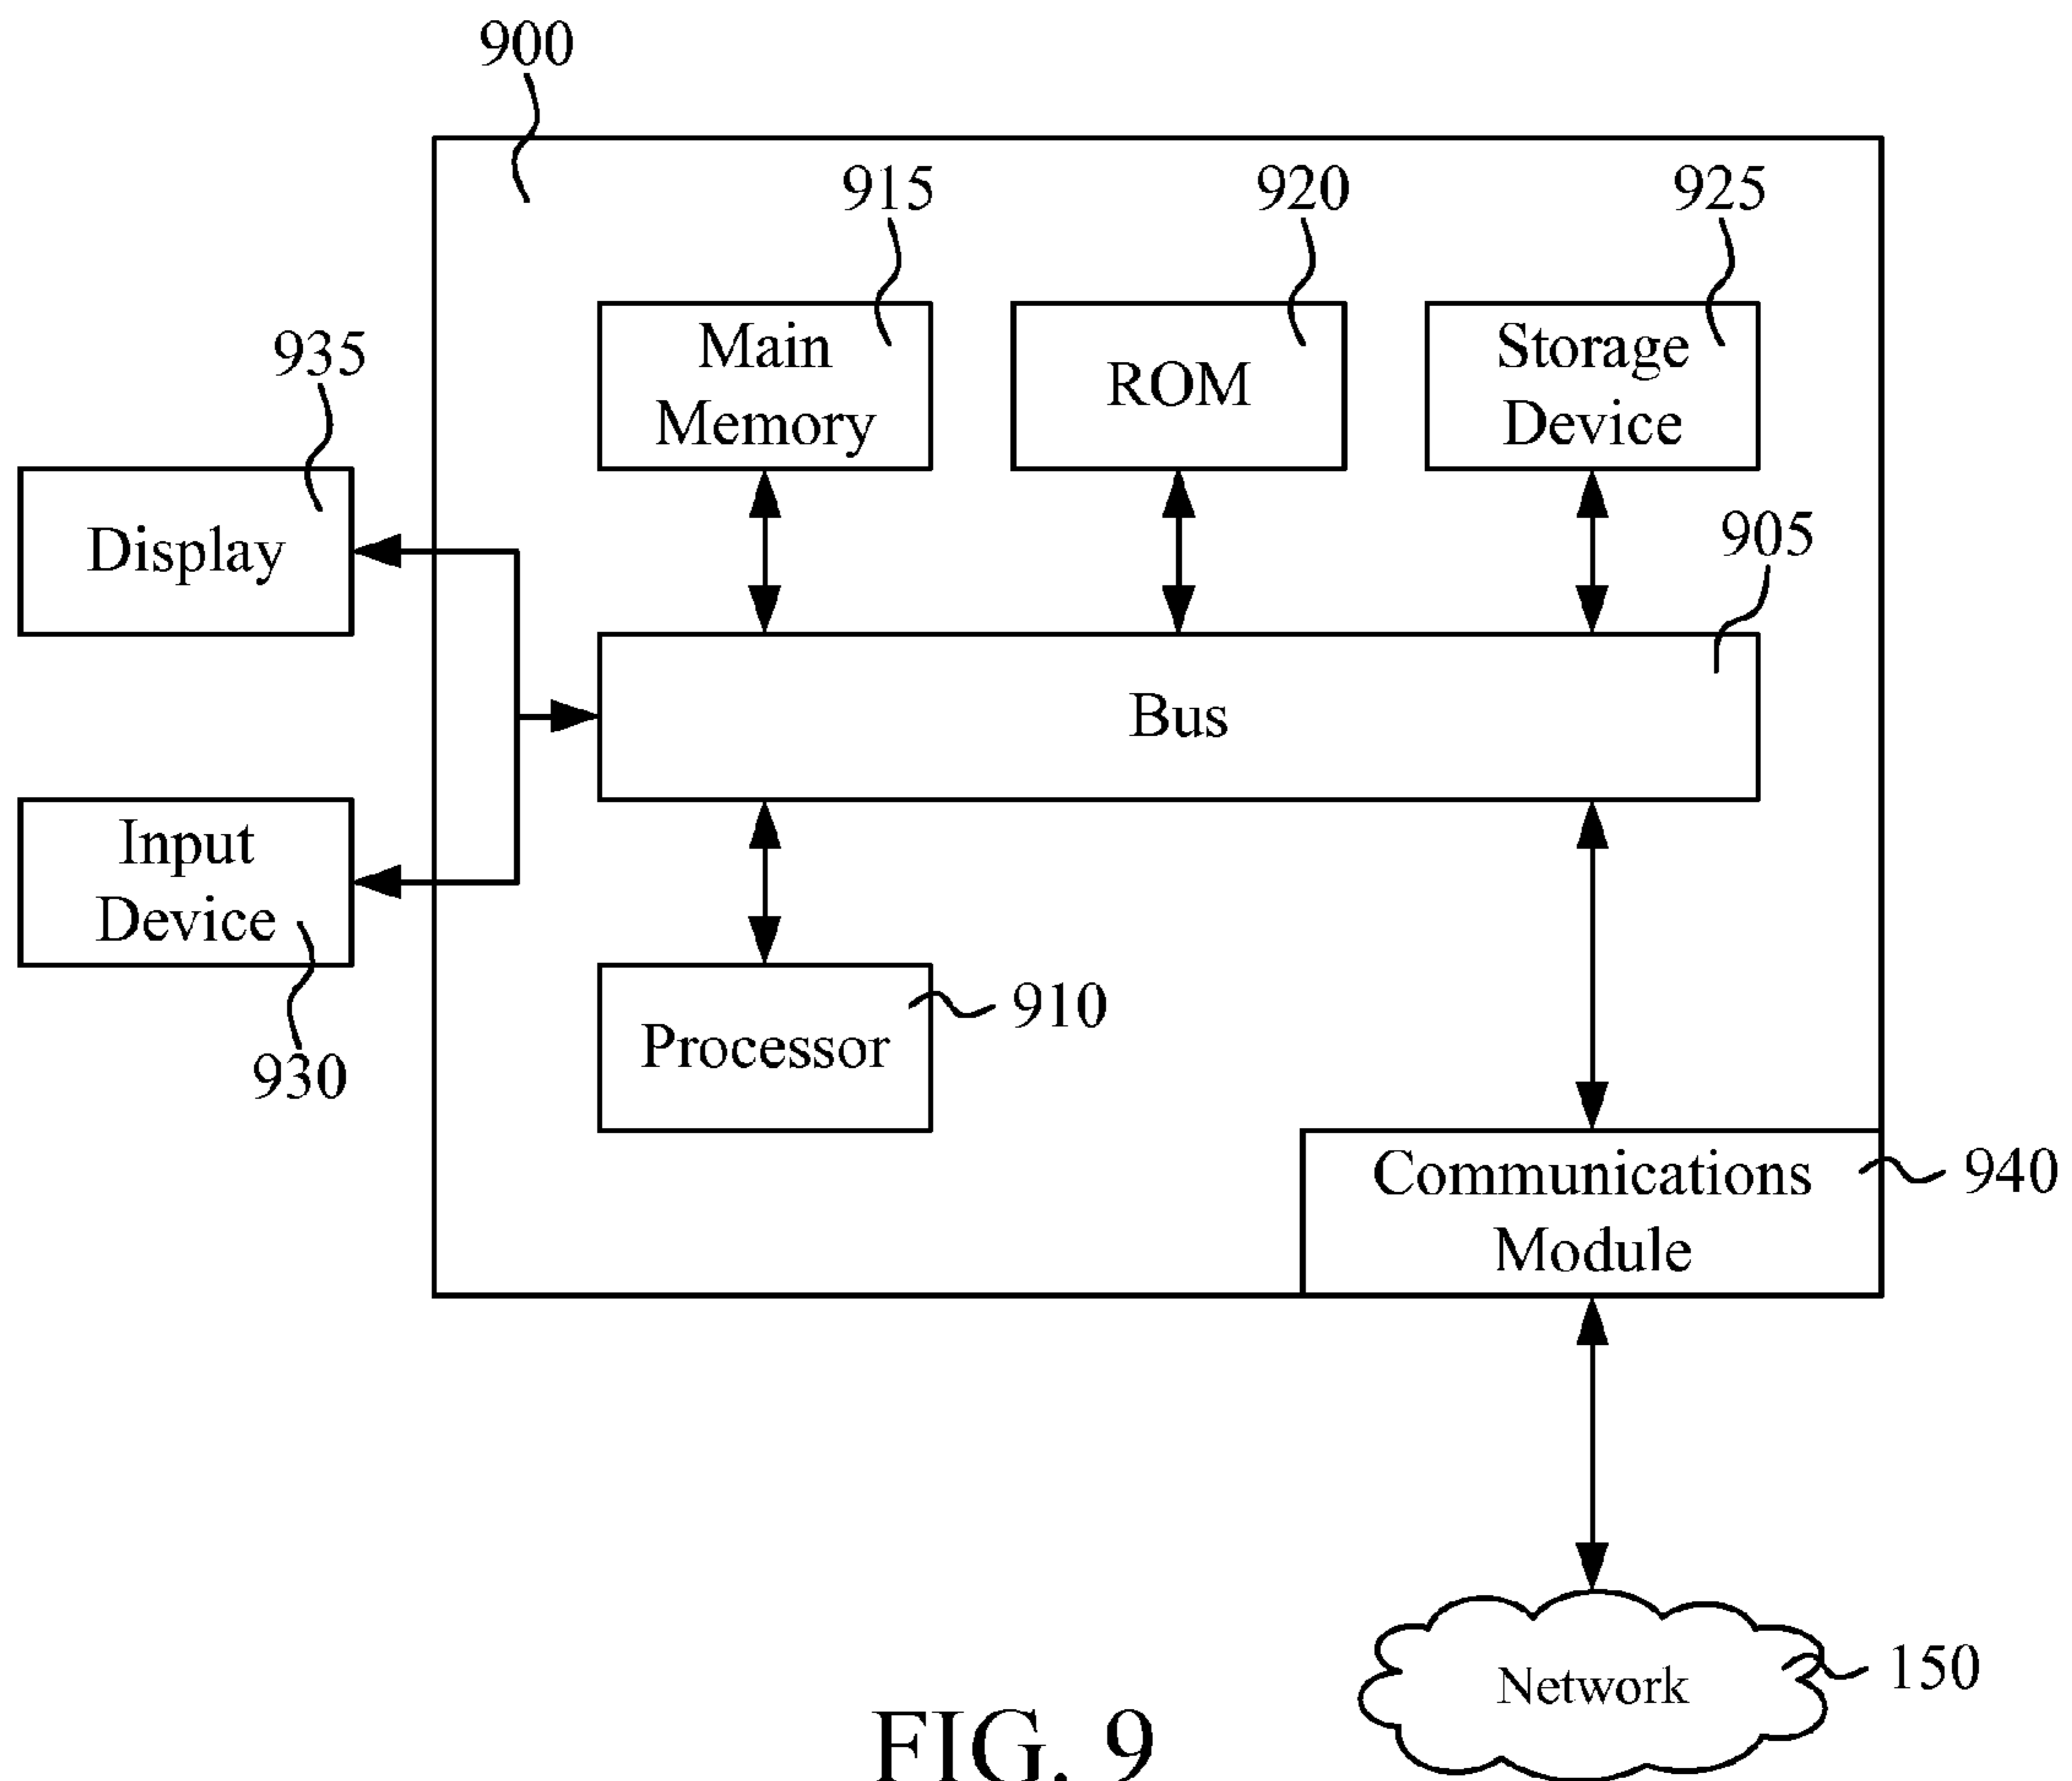 900
915
920
925
935
Main
Memory
ROM
Storage
Device
905
Display
Bus
Input
Device
930
Processor
910
Communications
Module
940
Network
150
FIG. 9